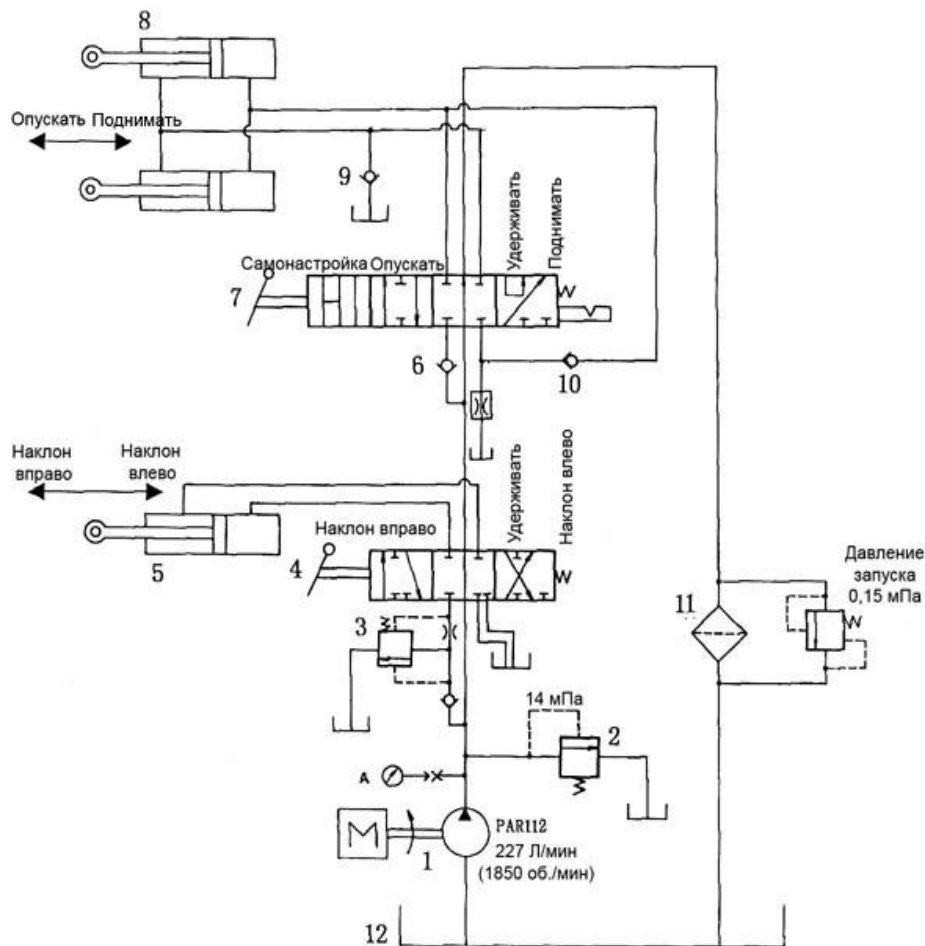 8
Опускать Поднимать
9
Удерживать
Поднимать
Самонастройка Опускать
7
6
10
Наклон вправо
Наклон влево
5
Наклон вправо
Удерживать
Наклон влево
4
3
Давление запуска 0,15 мПа
11
14 мПа
2
A
M
1
PAR112
227 Л/мин
(1850 об./мин)
12